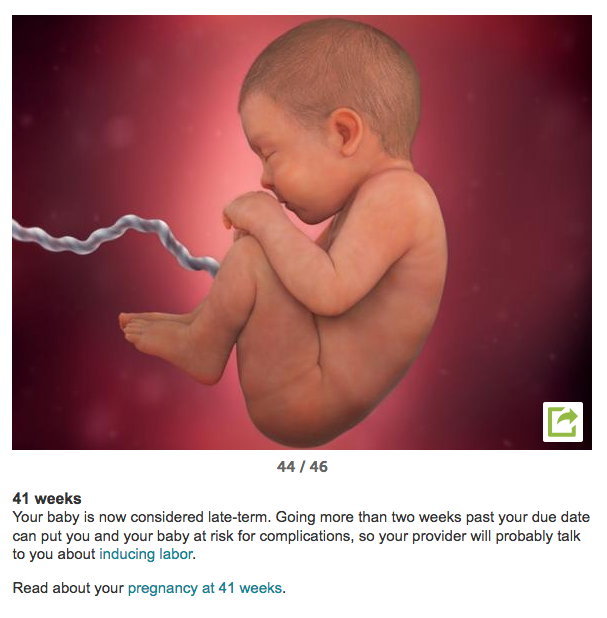 44 / 46
41 weeks
Your baby is now considered late-term. Going more than two weeks past your due date
can put you and your baby at risk for complications, so your provider will probably talk
to you about inducing labor.
Read about your pregnancy at 41 weeks.